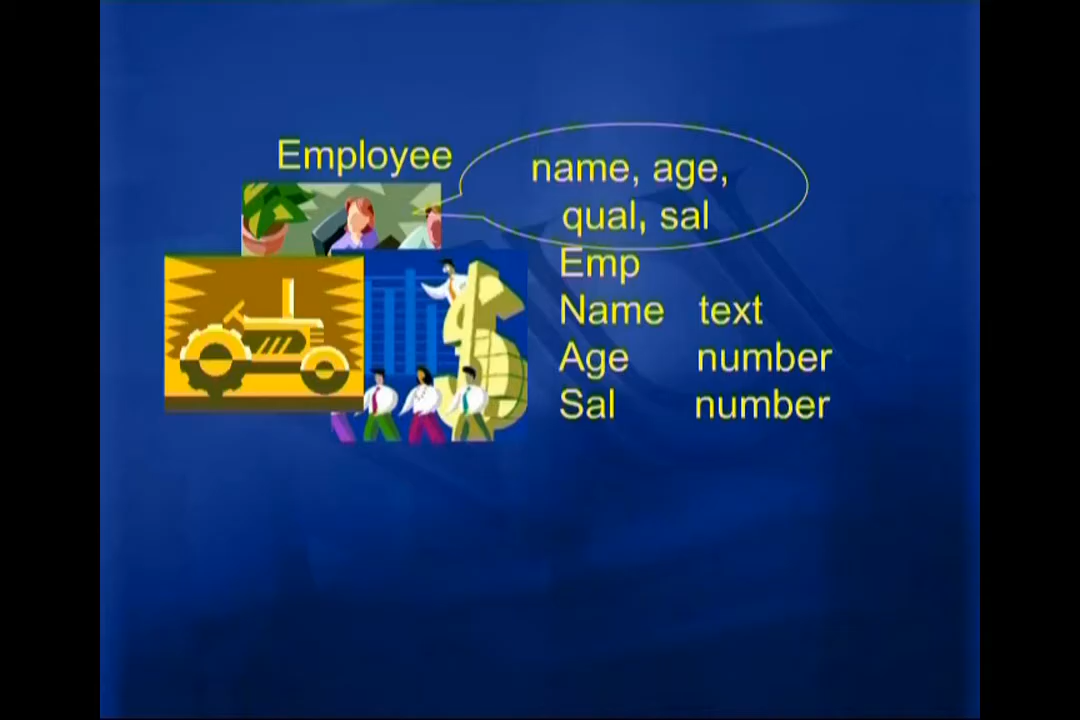 Employee
name, age,
qual, sal
Emp
Name text
Age number
Sal number